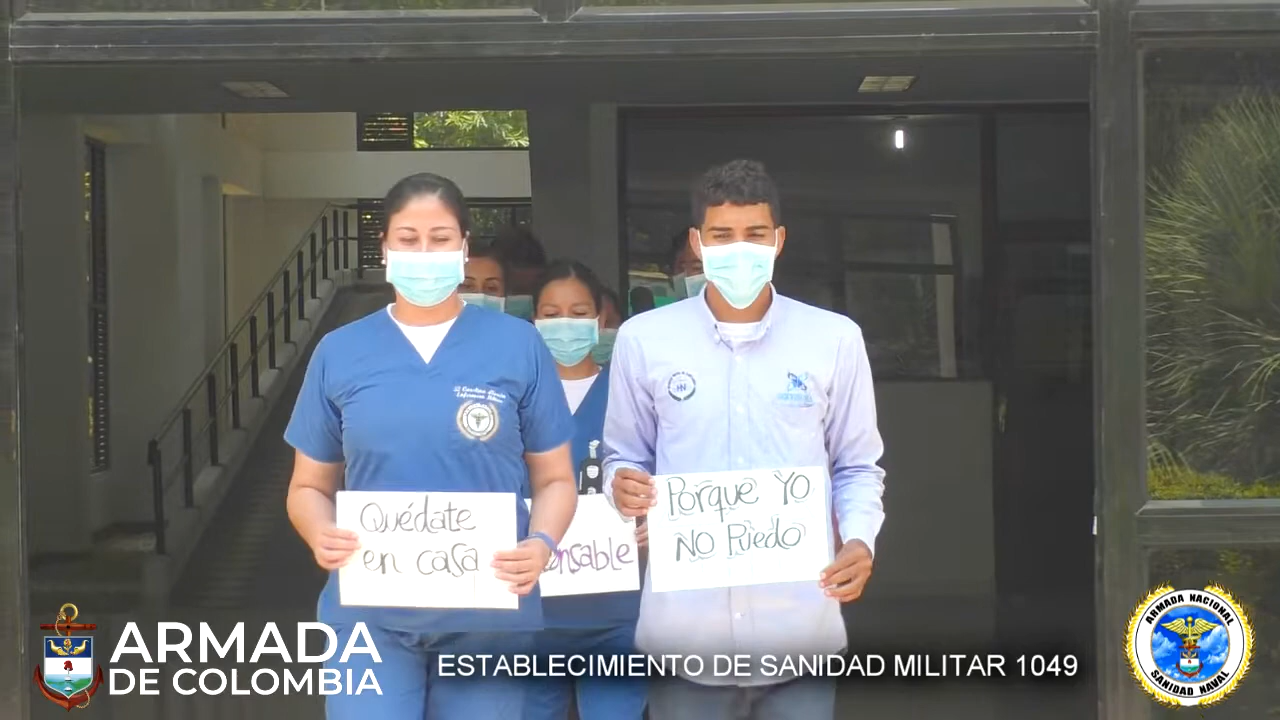 Quédate
en casa
Porque Yo
NO Puedo
ARMADA
DE COLOMBIA
ESTABLECIMIENTO DE SANIDAD MILITAR 1049
ARMADA NACIONAL
SANIDAD NAVAL